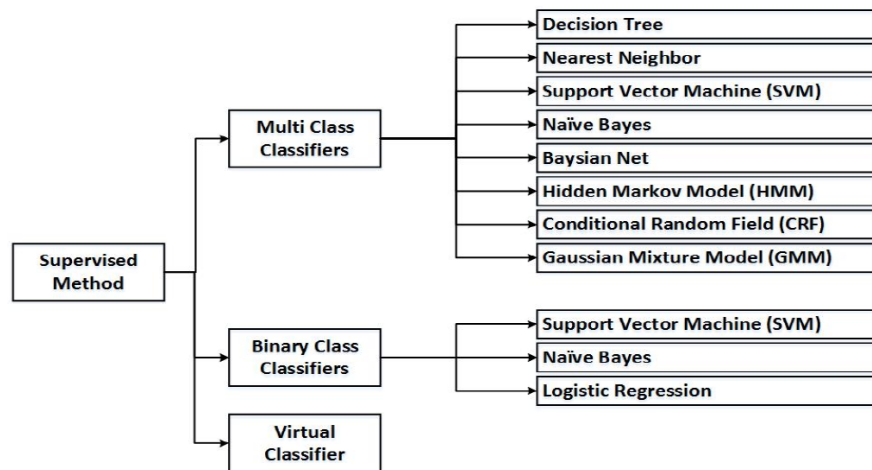 Decision Tree
Nearest Neighbor
Support Vector Machine (SVM)
Multi Class
Classifiers
Naïve Bayes
Baysian Net
Hidden Markov Model (HMM)
Conditional Random Field (CRF)
Gaussian Mixture Model (GMM)
Supervised
Method
Support Vector Machine (SVM)
Binary Class
Classifiers
Naïve Bayes
Logistic Regression
Virtual
Classifier